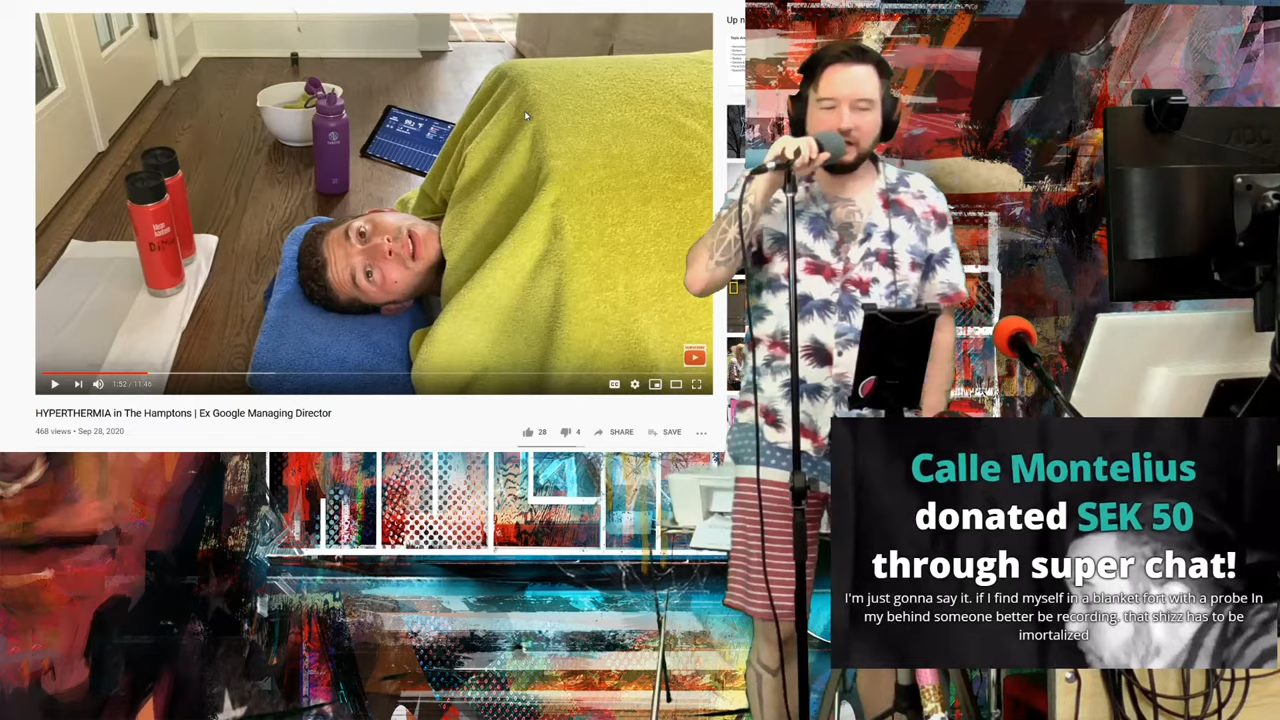 Up n
1:52 / 11:46
HYPERTHERMIA in The Hamptons | Ex Google Managing Director
468 views • Sep 28, 2020
28
4
SHARE
SAVE
Calle Montelius
donated SEK 50
through super chat!
I'm just gonna say it. if I find myself in a blanket fort with a probe In
my behind someone better be recording. that shizz has to be
imortalized